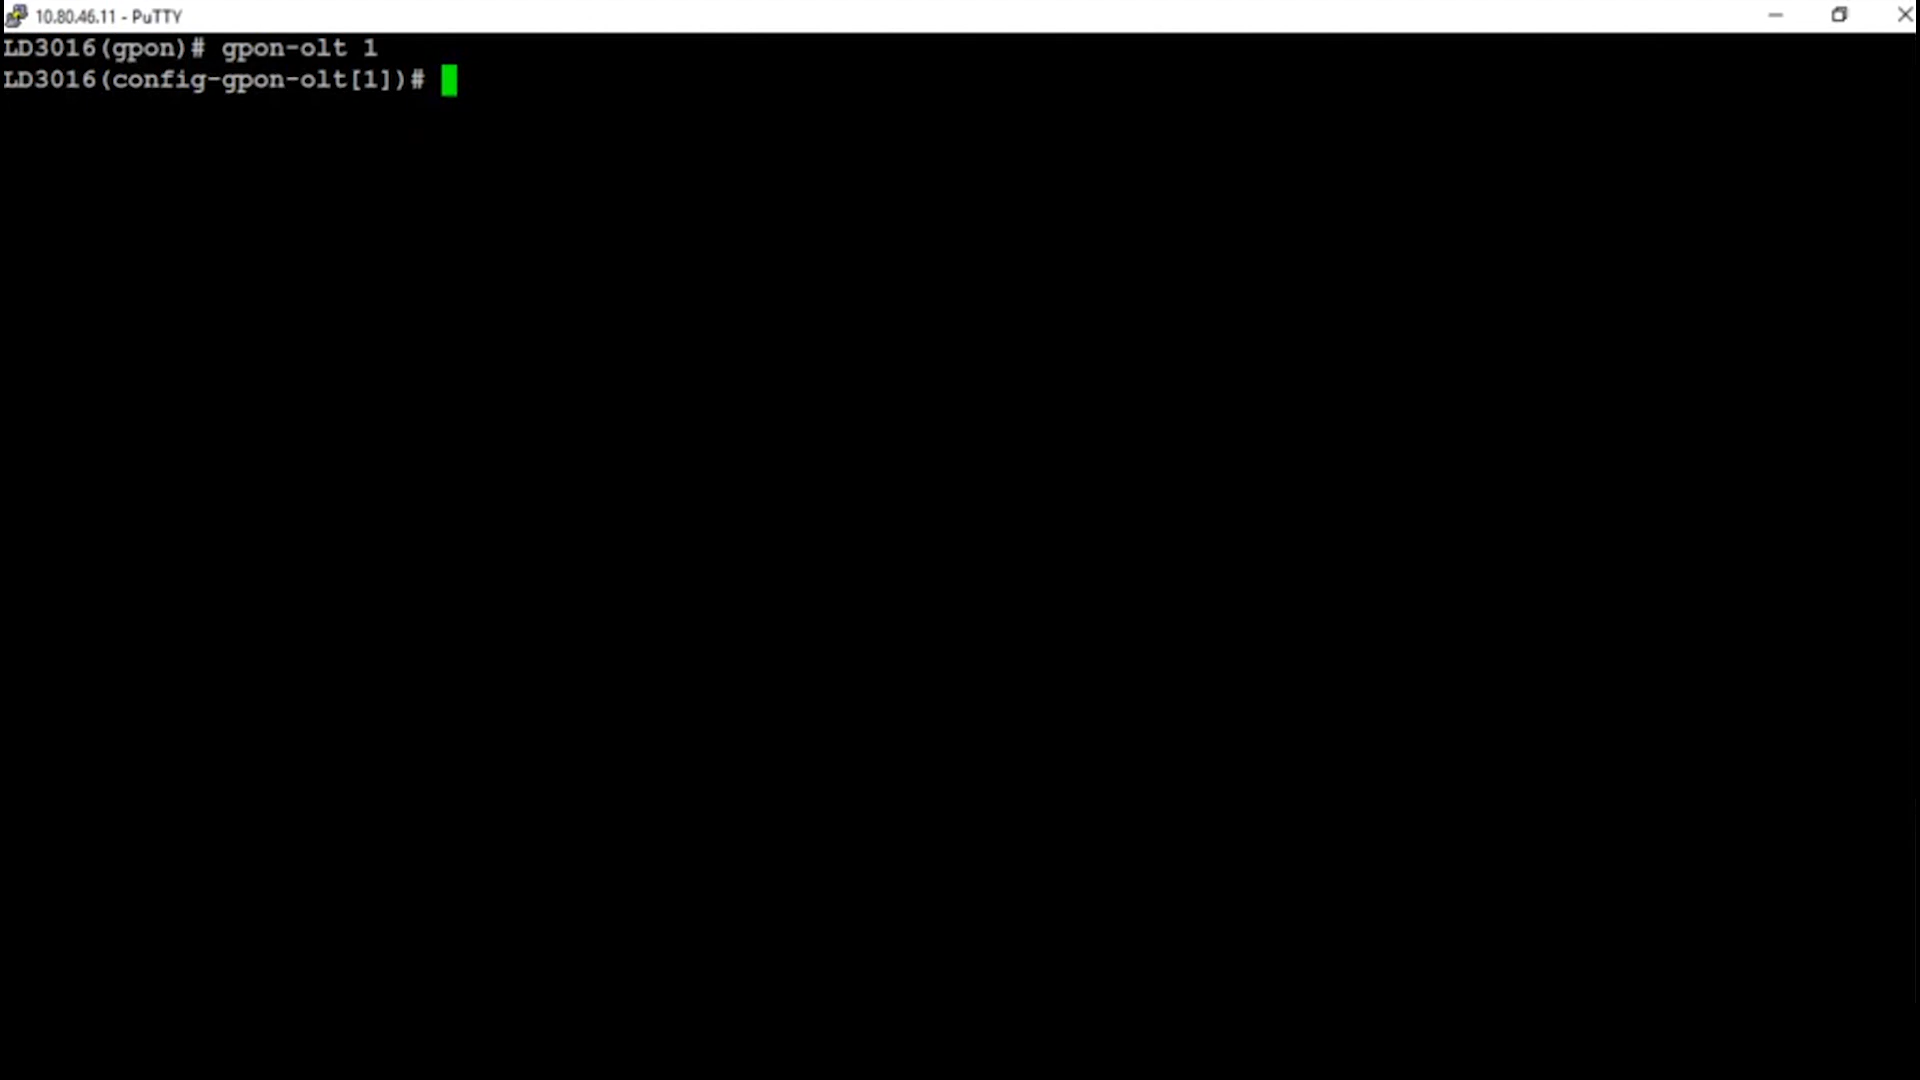 10.80.46.11 - PuTTY
LD3016(gpon)# gpon-olt 1
LD3016(config-gpon-olt[1])#